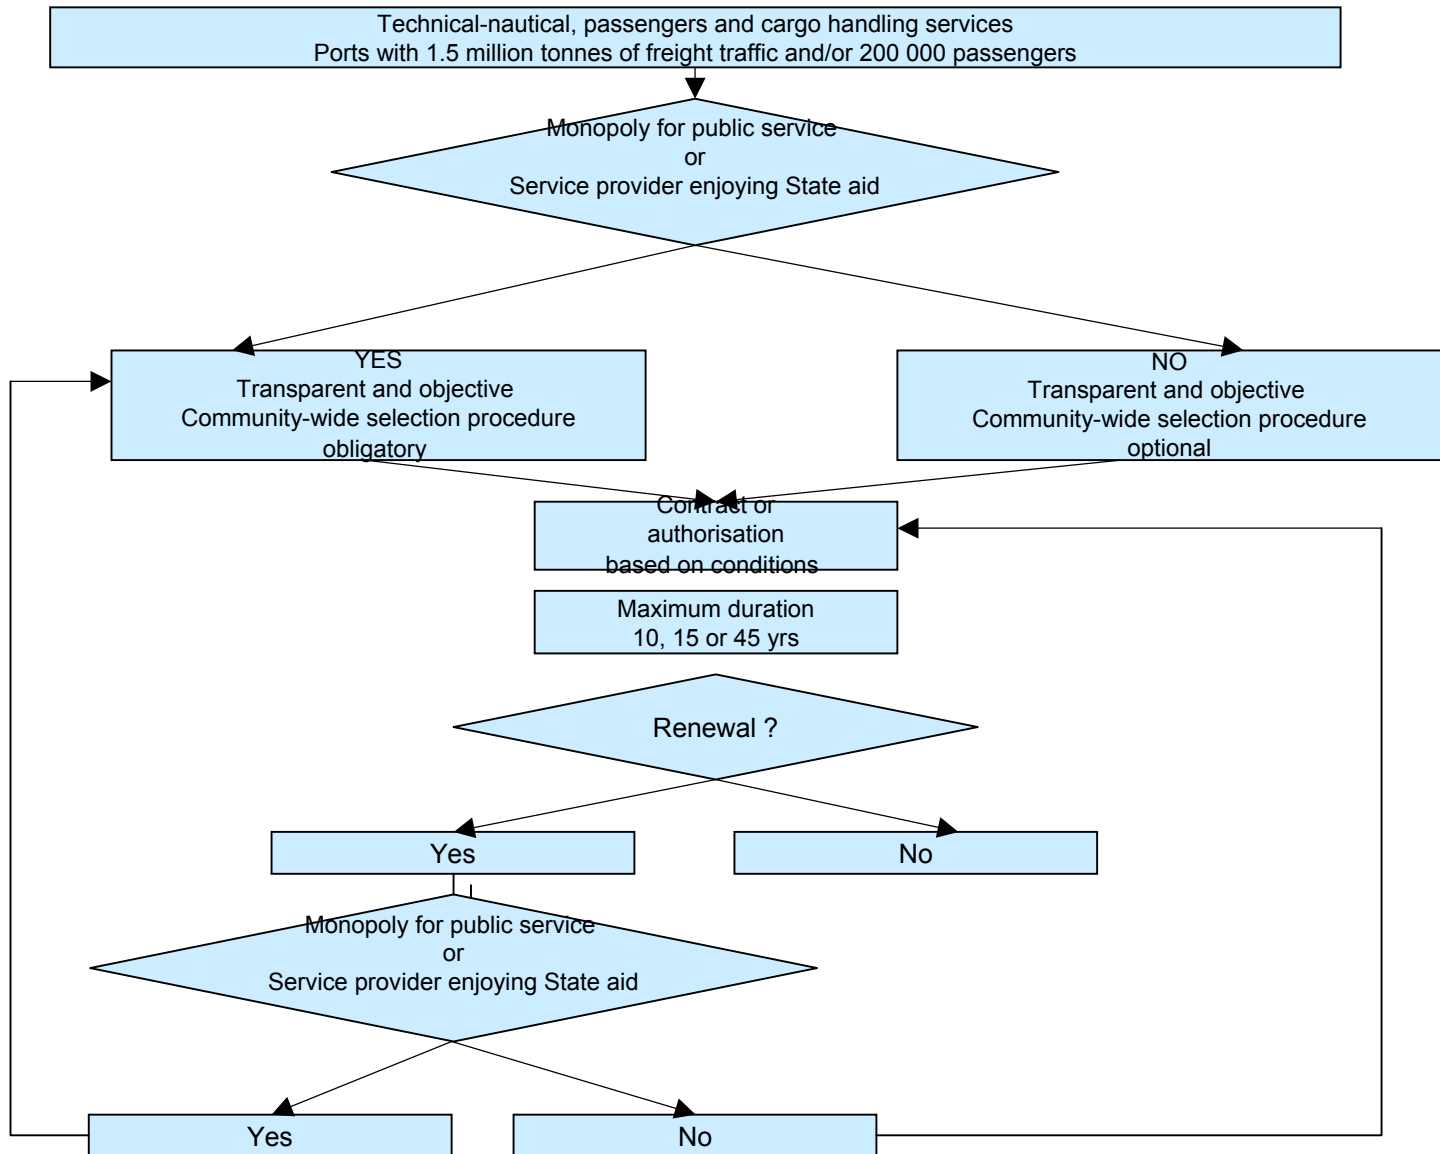 Technical-nautical, passengers and cargo handling services
Ports with 1.5 million tonnes of freight traffic and/or 200 000 passengers
Monopoly for public service
or
Service provider enjoying State aid
YES
Transparent and objective
Community-wide selection procedure
obligatory
NO
Transparent and objective
Community-wide selection procedure
optional
Contract or
authorisation
based on conditions
Maximum duration
10, 15 or 45 yrs
Renewal ?
Yes
No
Monopoly for public service
or
Service provider enjoying State aid
Yes
No